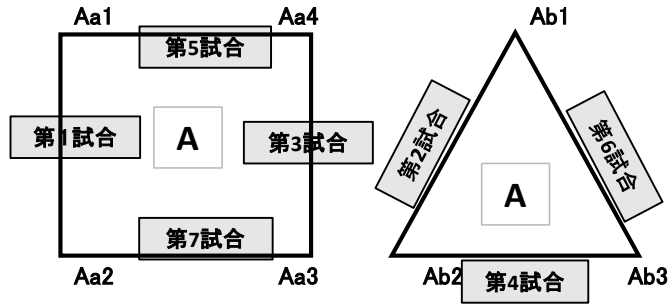 Aa1
Aa4
Ab1
第5試合
第1試合
A
第3試合
第2試合
第6試合
A
第7試合
Aa2
Aa3
Ab2
第4試合
Ab3